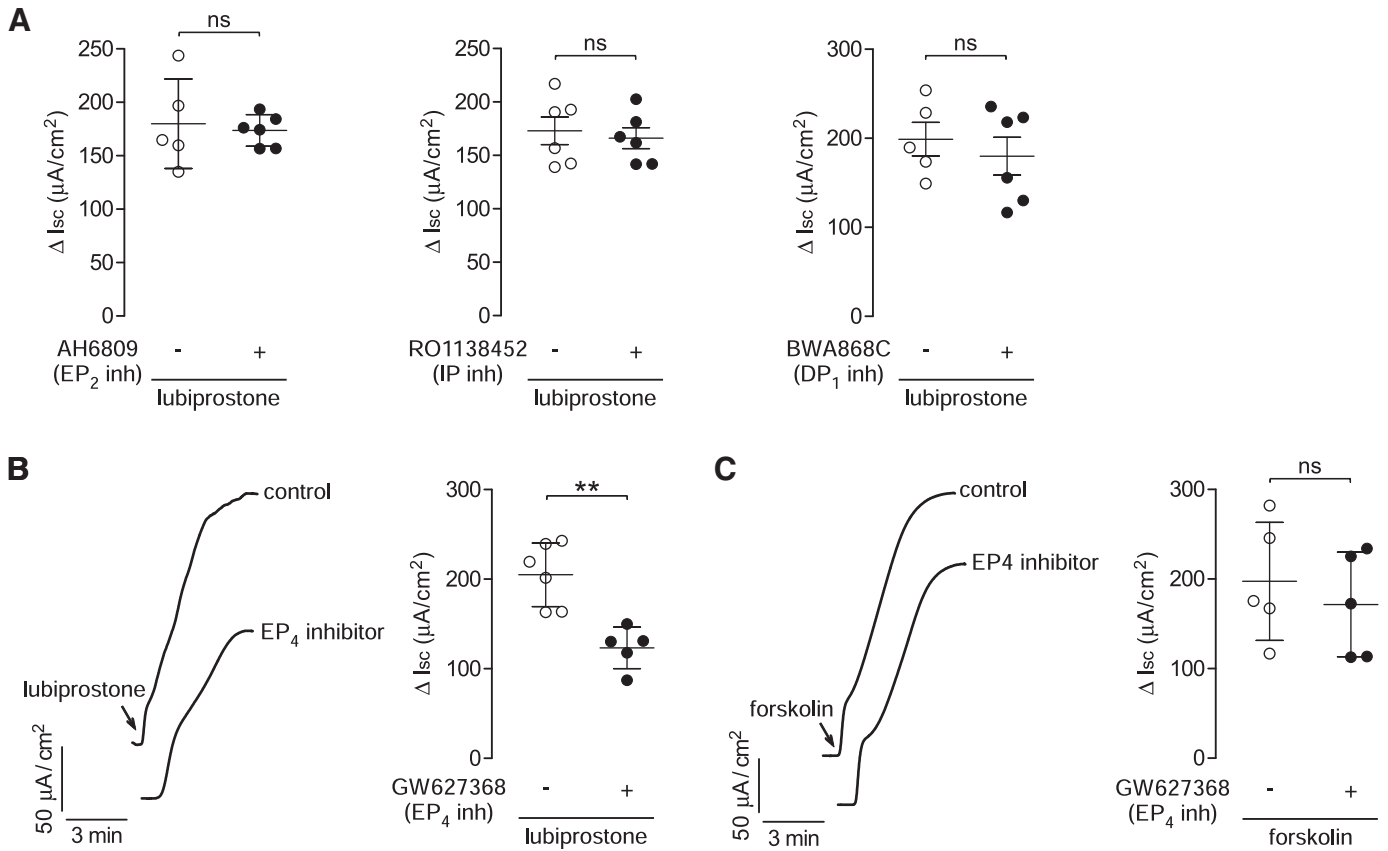 A
ns
ns
ns
250
200
150
100
50
0
Δ Isc (μA/cm²)
AH6809
(EP₂ inh)
-
+
lubiprostone
250
200
150
100
50
0
Δ Isc (μA/cm²)
RO1138452
(IP inh)
-
+
lubiprostone
300
200
100
0
Δ Isc (μA/cm²)
BWA868C
(DP₁ inh)
-
+
lubiprostone
B
control
EP₄ inhibitor
lubiprostone
50 μA/cm²
3 min
**
300
200
100
0
Δ Isc (μA/cm²)
GW627368
(EP₄ inh)
-
+
lubiprostone
C
control
EP4 inhibitor
forskolin
50 μA/cm²
3 min
ns
300
200
100
0
Δ Isc (μA/cm²)
GW627368
(EP₄ inh)
-
+
forskolin